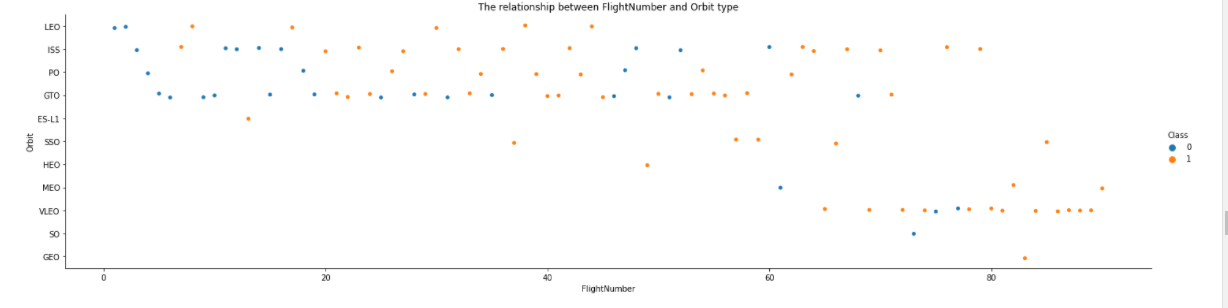 The relationship between FlightNumber and Orbit type
LEO
ISS
PO
GTO
ES-L1
SSO
HEO
MEO
VLEO
SO
GEO
Orbit
0
20
40
60
80
FlightNumber
Class
0
1